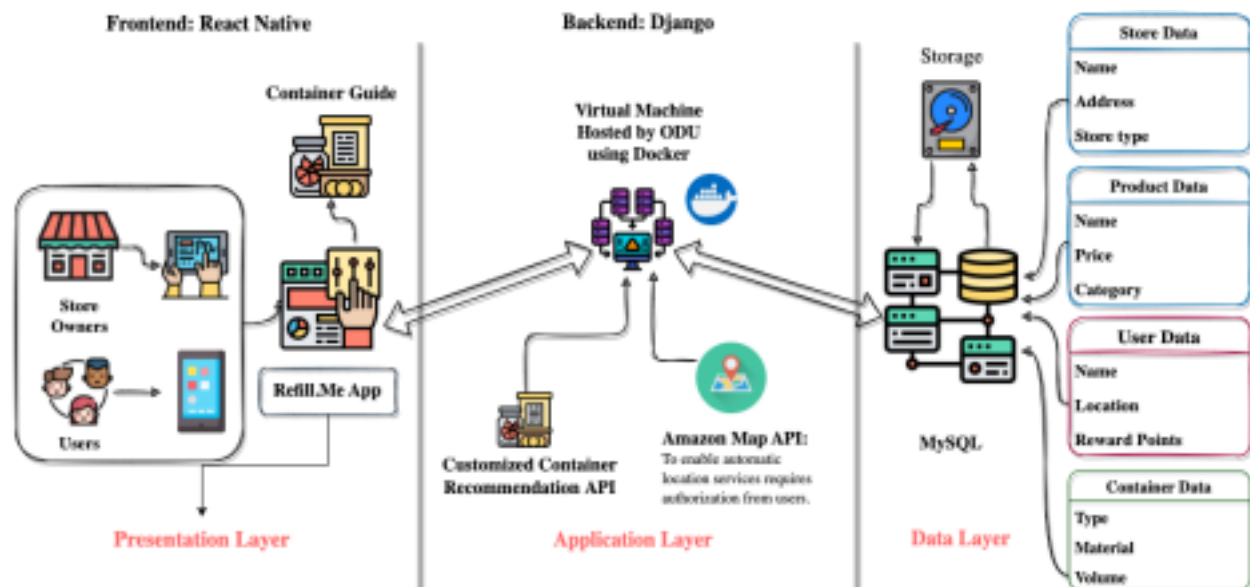 Frontend: React Native
Container Guide
Store
Owners
Users
Refill.Me App
Presentation Layer
Backend: Django
Virtual Machine
Hosted by ODU
using Docker
Customized Container
Recommendation API
Amazon Map API:
To enable automatic
location services requires
authorization from users.
Application Layer
Storage
MySQL
Data Layer
Store Data
Name
Address
Store type
Product Data
Name
Price
Category
User Data
Name
Location
Reward Points
Container Data
Type
Material
Volume